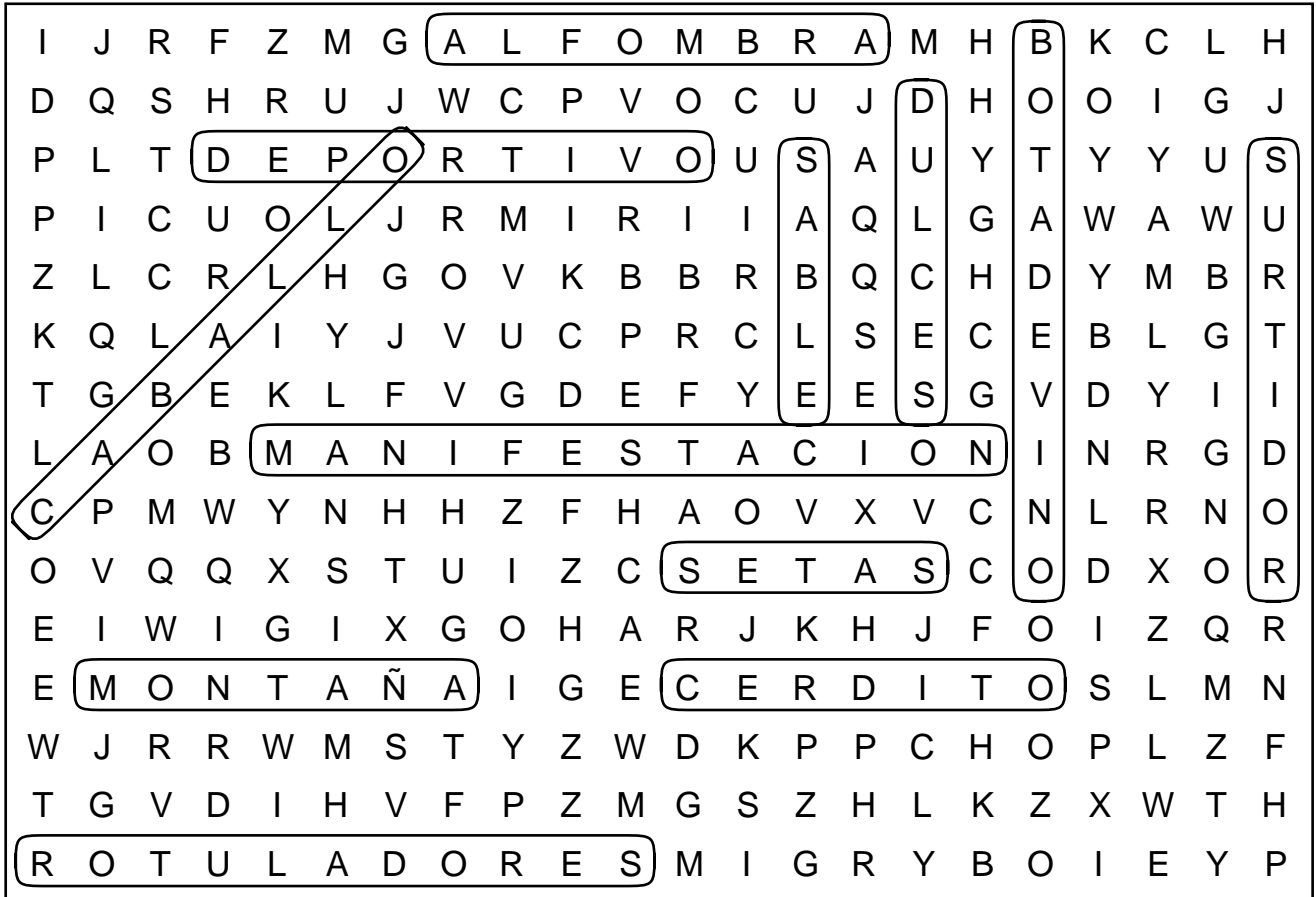 I J R F Z M G A L F O M B R A M H B K C L H
D Q S H R U J W C P V O C U J D H O O I G J
P L T D E P O R T I V O U S A U Y T Y Y U S
P I C U O L J R M I R I I A Q L G A W A W U
Z L C R L H G O V K B B R B Q C H D Y M B R
K Q L A I Y J V U C P R C L S E C E B L G T
T G B E K L F V G D E F Y E E S G V D Y I I
L A O B M A N I F E S T A C I O N I N R G D
C P M W Y N H H Z F H A O V X V C N L R N O
O V Q Q X S T U I Z C S E T A S C O D X O R
E I W I G I X G O H A R J K H J F O I Z Q R
E M O N T A Ñ A I G E C E R D I T O S L M N
W J R R W M S T Y Z W D K P P C H O P L Z F
T G V D I H V F P Z M G S Z H L K Z X W T H
R O T U L A D O R E S M I G R Y B O I E Y P